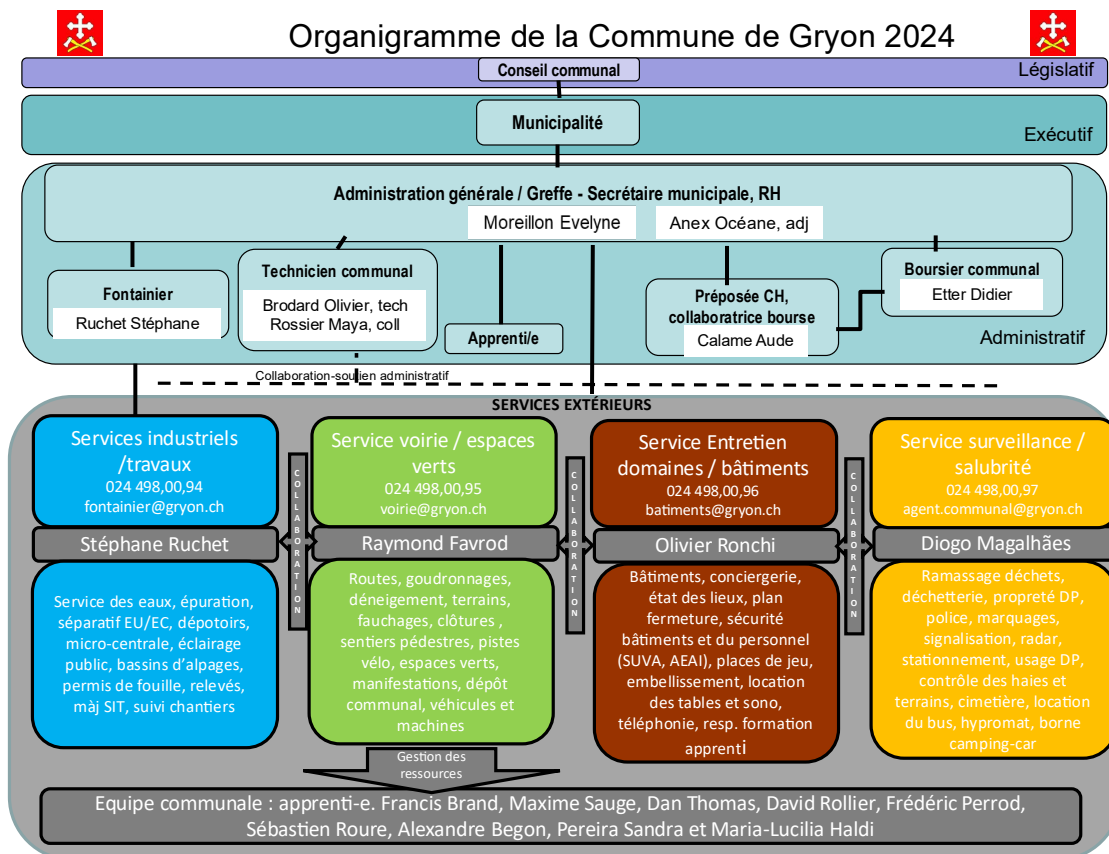 Organigramme de la Commune de Gryon 2024
Conseil communal
Législatif
Municipalité
Exécutif
Administration générale / Greffe - Secrétaire municipale, RH
Moreillon Evelyne
Anex Océane, adj
Fontainier
Ruchet Stéphane
Technicien communal
Brodard Olivier, tech
Rossier Maya, coll
Apprenti/e
Préposée CH,
collaboratrice bourse
Calame Aude
Boursier communal
Etter Didier
Administratif
Collaboration-soutien administratif
SERVICES EXTÉRIEURS
Services industriels
/travaux
024 498,00,94
fontainier@gryon.ch
Stéphane Ruchet
Service des eaux, épuration,
séparatif EU/EC, dépotoirs,
micro-centrale, éclairage
public, bassins d'alpages,
permis de fouille, relevés,
màj SIT, suivi chantiers
COLLABORATION
Service voirie / espaces
verts
024 498,00,95
voirie@gryon.ch
Raymond Favrod
Routes, goudronnages,
déneigement, terrains,
fauchages, clôtures ,
sentiers pédestres, pistes
vélo, espaces verts,
manifestations, dépôt
communal, véhicules et
machines
COLLABORATION
Service Entretien
domaines / bâtiments
024 498,00,96
batiments@gryon.ch
Olivier Ronchi
Bâtiments, conciergerie,
état des lieux, plan
fermeture, sécurité
bâtiments et du personnel
(SUVA, AEAI), places de jeu,
embellissement, location
des tables et sono,
téléphonie, resp. formation
apprenti
COLLABORATION
Service surveillance /
salubrité
024 498,00,97
agent.communal@gryon.ch
Diogo Magalhães
Ramassage déchets,
déchetterie, propreté DP,
police, marquages,
signalisation, radar,
stationnement, usage DP,
contrôle des haies et
terrains, cimetière, location
du bus, hypromat, borne
camping-car
Gestion des
ressources
Equipe communale : apprenti-e. Francis Brand, Maxime Sauge, Dan Thomas, David Rollier, Frédéric Perrod,
Sébastien Roure, Alexandre Begon, Pereira Sandra et Maria-Lucilia Haldi